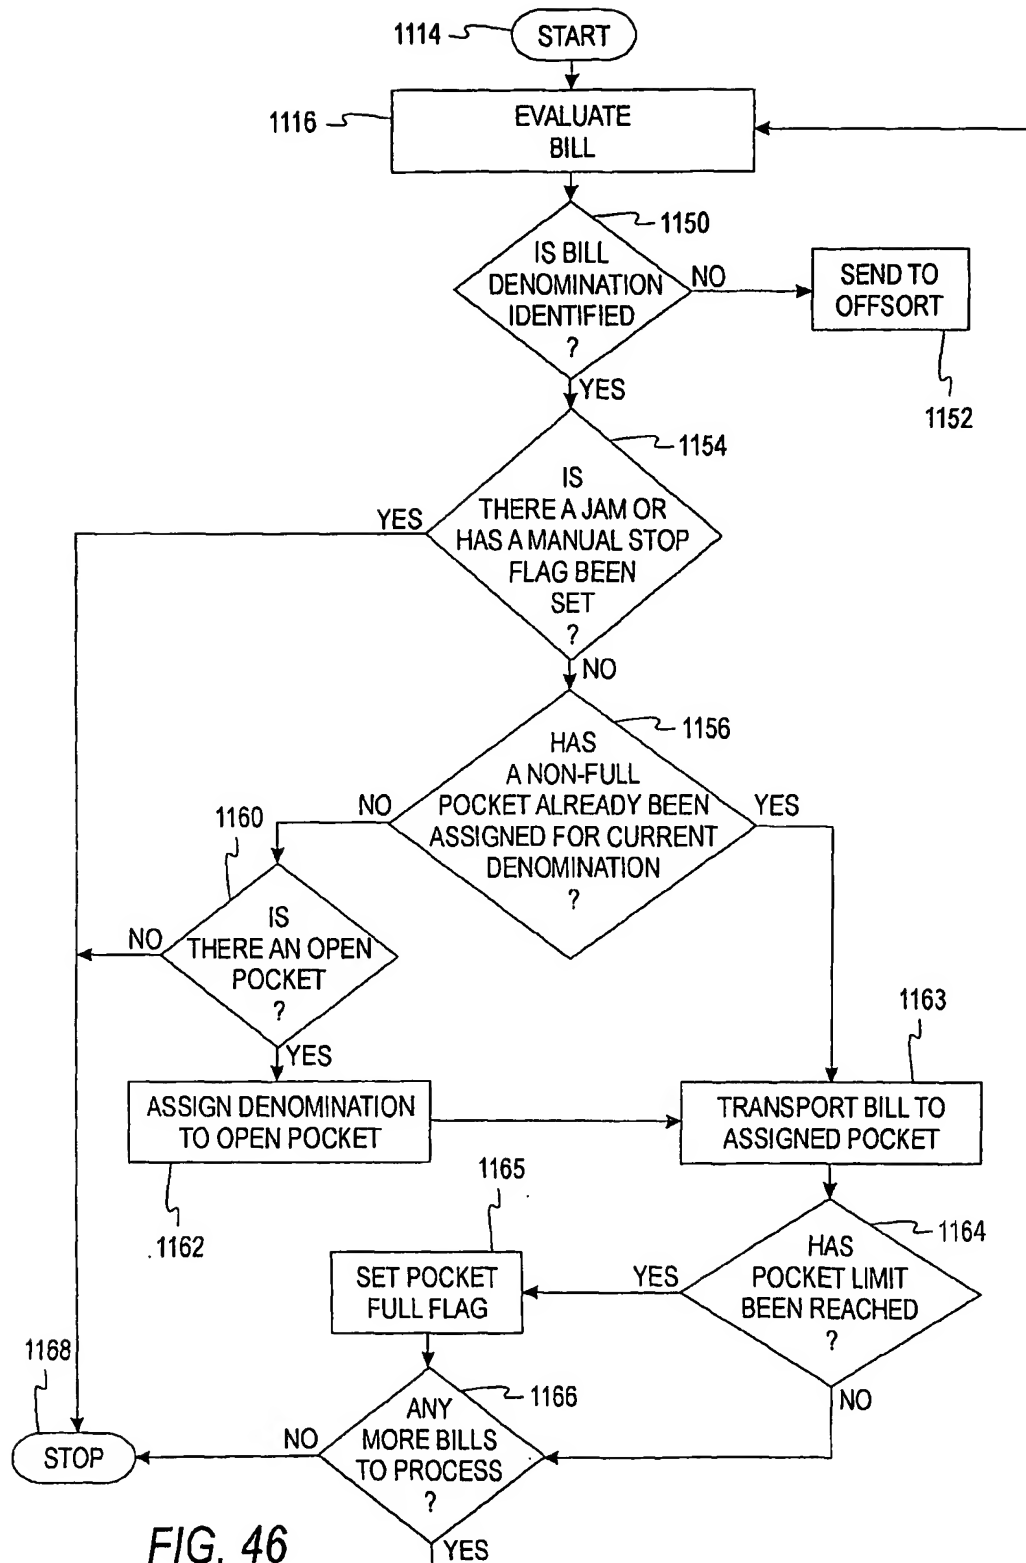 1114
START
1116
EVALUATE
BILL
1150
IS BILL
DENOMINATION
IDENTIFIED
?
NO
SEND TO
OFFSORT
1152
YES
1154
IS
THERE A JAM OR
HAS A MANUAL STOP
FLAG BEEN
SET
?
YES
NO
1156
HAS
A NON-FULL
POCKET ALREADY BEEN
ASSIGNED FOR CURRENT
DENOMINATION
?
NO
YES
1160
IS
THERE AN OPEN
POCKET
?
NO
YES
1163
ASSIGN DENOMINATION
TO OPEN POCKET
1162
TRANSPORT BILL TO
ASSIGNED POCKET
1164
HAS
POCKET LIMIT
BEEN REACHED
?
YES
NO
1165
SET POCKET
FULL FLAG
1166
ANY
MORE BILLS
TO PROCESS
?
NO
1168
STOP
YES
FIG. 46